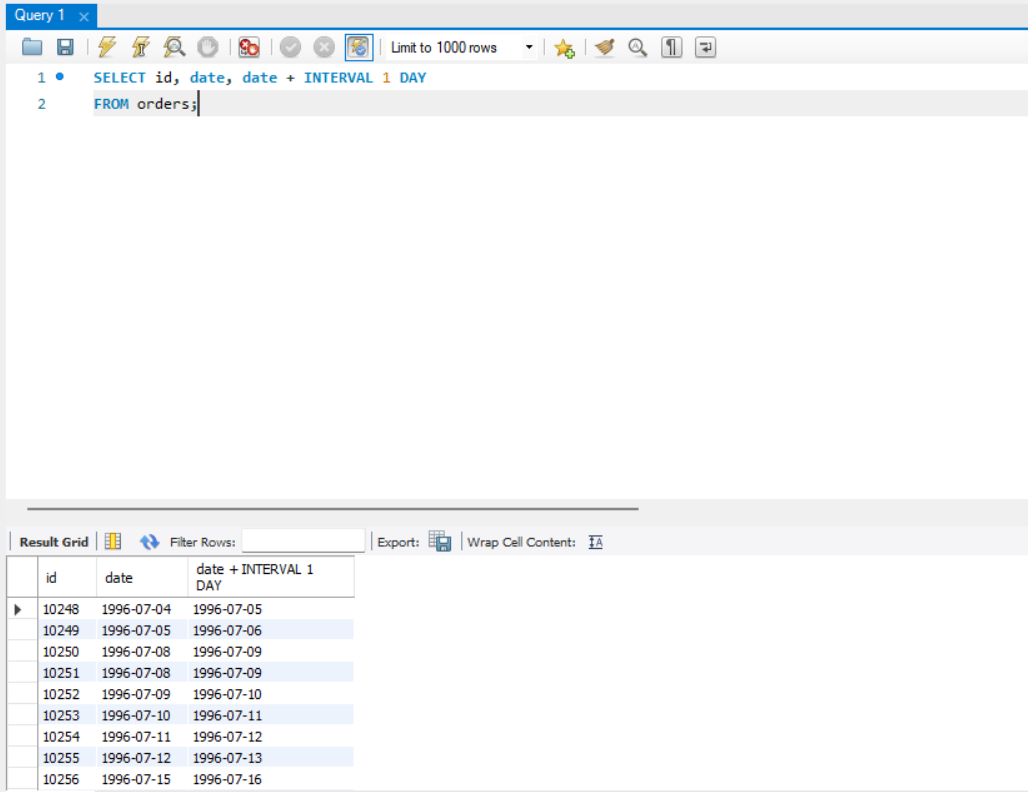 Query 1
Limit to 1000 rows
1 SELECT id, date, date + INTERVAL 1 DAY
2 FROM orders;
Result Grid Filter Rows: Export: Wrap Cell Content: IA
id date date + INTERVAL 1
DAY
10248 1996-07-04 1996-07-05
10249 1996-07-05 1996-07-06
10250 1996-07-08 1996-07-09
10251 1996-07-08 1996-07-09
10252 1996-07-09 1996-07-10
10253 1996-07-10 1996-07-11
10254 1996-07-11 1996-07-12
10255 1996-07-12 1996-07-13
10256 1996-07-15 1996-07-16